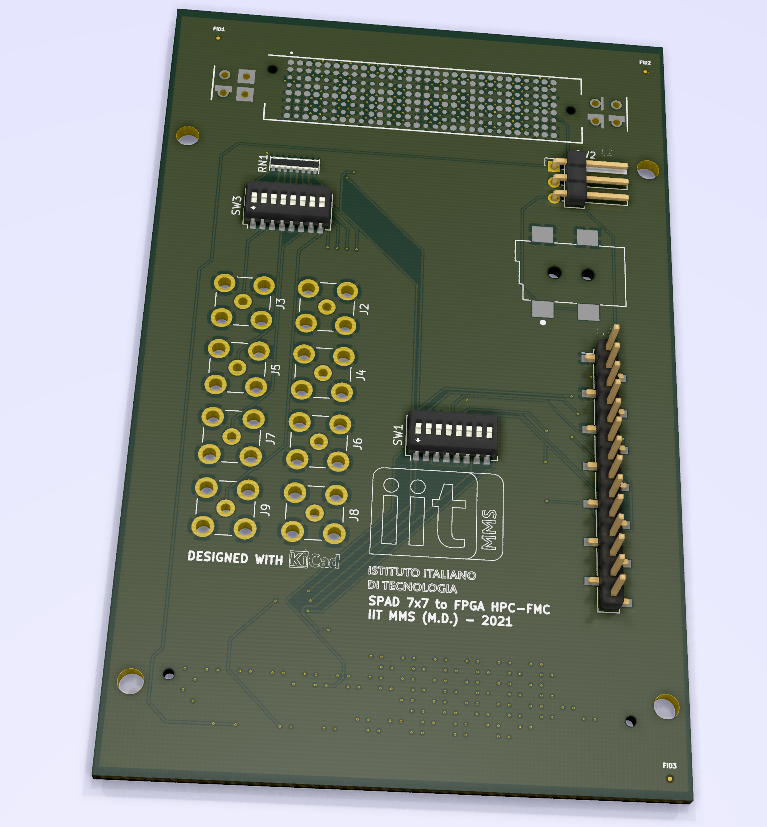 FID1
FID2
RN1
SW3
J3
J2
J5
J4
J7
J6
SW1
J9
J8
iit
MMS
DESIGNED WITH KiCad
ISTITUTO ITALIANO
DI TECNOLOGIA
SPAD 7x7 to FPGA HPC-FMC
IIT MMS (M.D.) - 2021
FID3